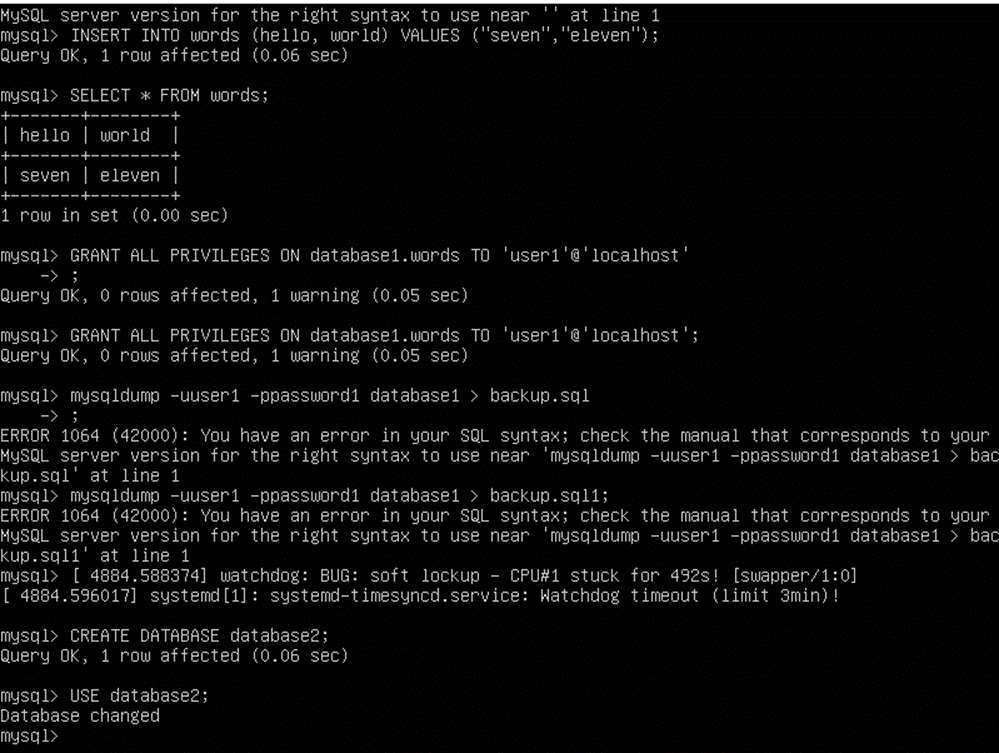 MySQL server version for the right syntax to use near '' at line 1
mysql> INSERT INTO words (hello, world) VALUES ("seven","eleven");
Query OK, 1 row affected (0.06 sec)
mysql> SELECT * FROM words;
+-------+--------+
| hello | world  |
+-------+--------+
| seven | eleven |
+-------+--------+
1 row in set (0.00 sec)
mysql> GRANT ALL PRIVILEGES ON database1.words TO 'user1'@'localhost'
    -> ;
Query OK, 0 rows affected, 1 warning (0.05 sec)
mysql> GRANT ALL PRIVILEGES ON database1.words TO 'user1'@'localhost';
Query OK, 0 rows affected, 1 warning (0.05 sec)
mysql> mysqldump -uuser1 -ppassword1 database1 > backup.sql
    -> ;
ERROR 1064 (42000): You have an error in your SQL syntax; check the manual that corresponds to your
MySQL server version for the right syntax to use near 'mysqldump -uuser1 -ppassword1 database1 > bac
kup.sql' at line 1
mysql> mysqldump -uuser1 -ppassword1 database1 > backup.sql1;
ERROR 1064 (42000): You have an error in your SQL syntax; check the manual that corresponds to your
MySQL server version for the right syntax to use near 'mysqldump -uuser1 -ppassword1 database1 > bac
kup.sql1' at line 1
mysql> [ 4884.588374] watchdog: BUG: soft lockup - CPU#1 stuck for 492s! [swapper/1:0]
[ 4884.596017] systemd[1]: systemd-timesyncd.service: Watchdog timeout (limit 3min)!
mysql> CREATE DATABASE database2;
Query OK, 1 row affected (0.06 sec)
mysql> USE database2;
Database changed
mysql>